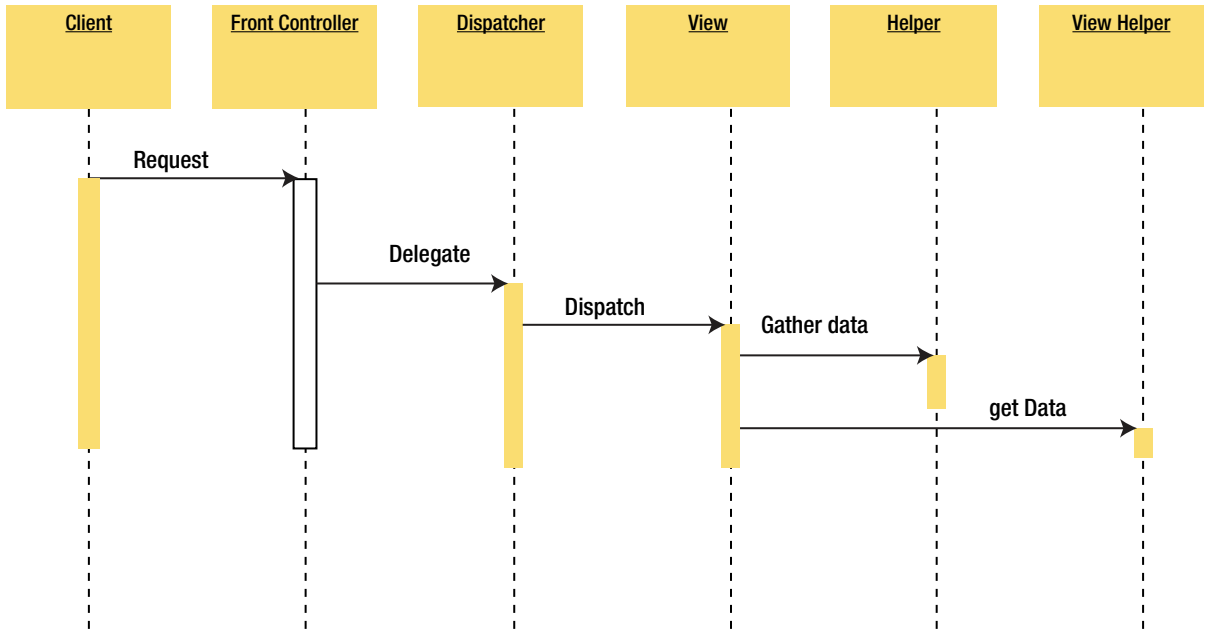 Client
Front Controller
Dispatcher
View
Helper
View Helper
Request
Delegate
Dispatch
Gather data
get Data